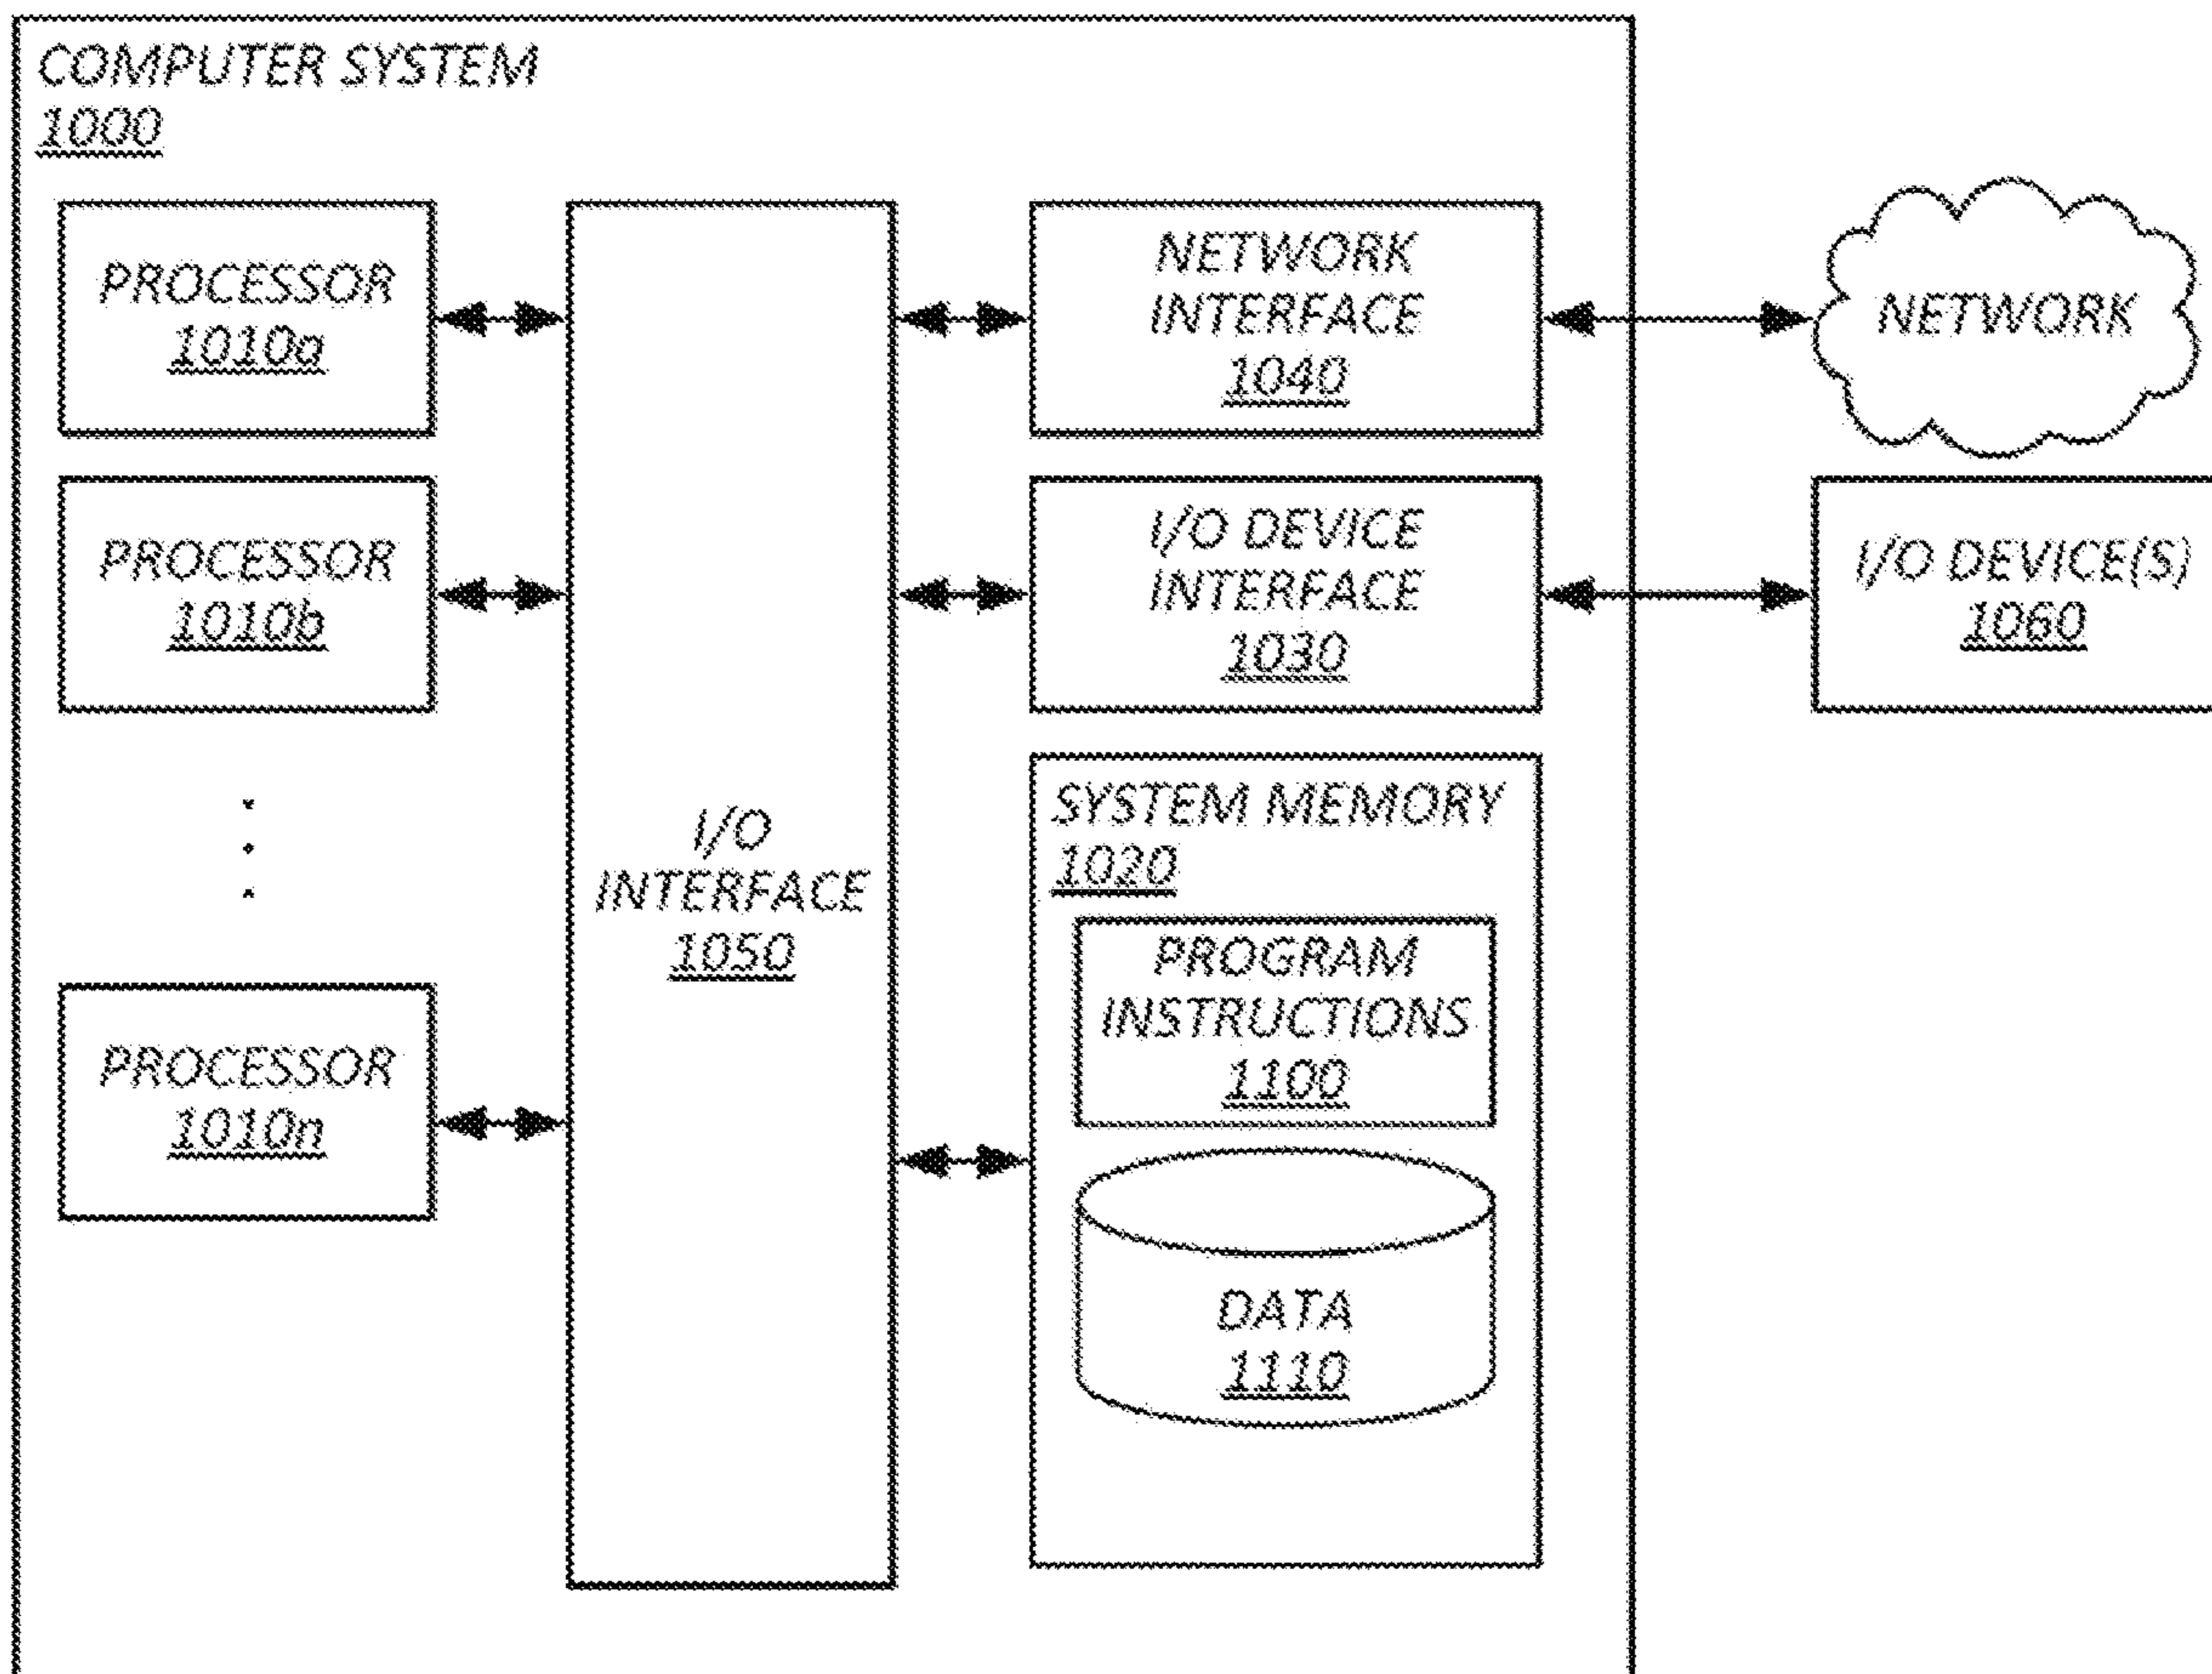 COMPUTER SYSTEM
1000
PROCESSOR
1010a
PROCESSOR
1010b
PROCESSOR
1010n
I/O
INTERFACE
1050
NETWORK
INTERFACE
1040
I/O DEVICE
INTERFACE
1030
SYSTEM MEMORY
1020
PROGRAM
INSTRUCTIONS
1100
DATA
1110
NETWORK
I/O DEVICE(S)
1060